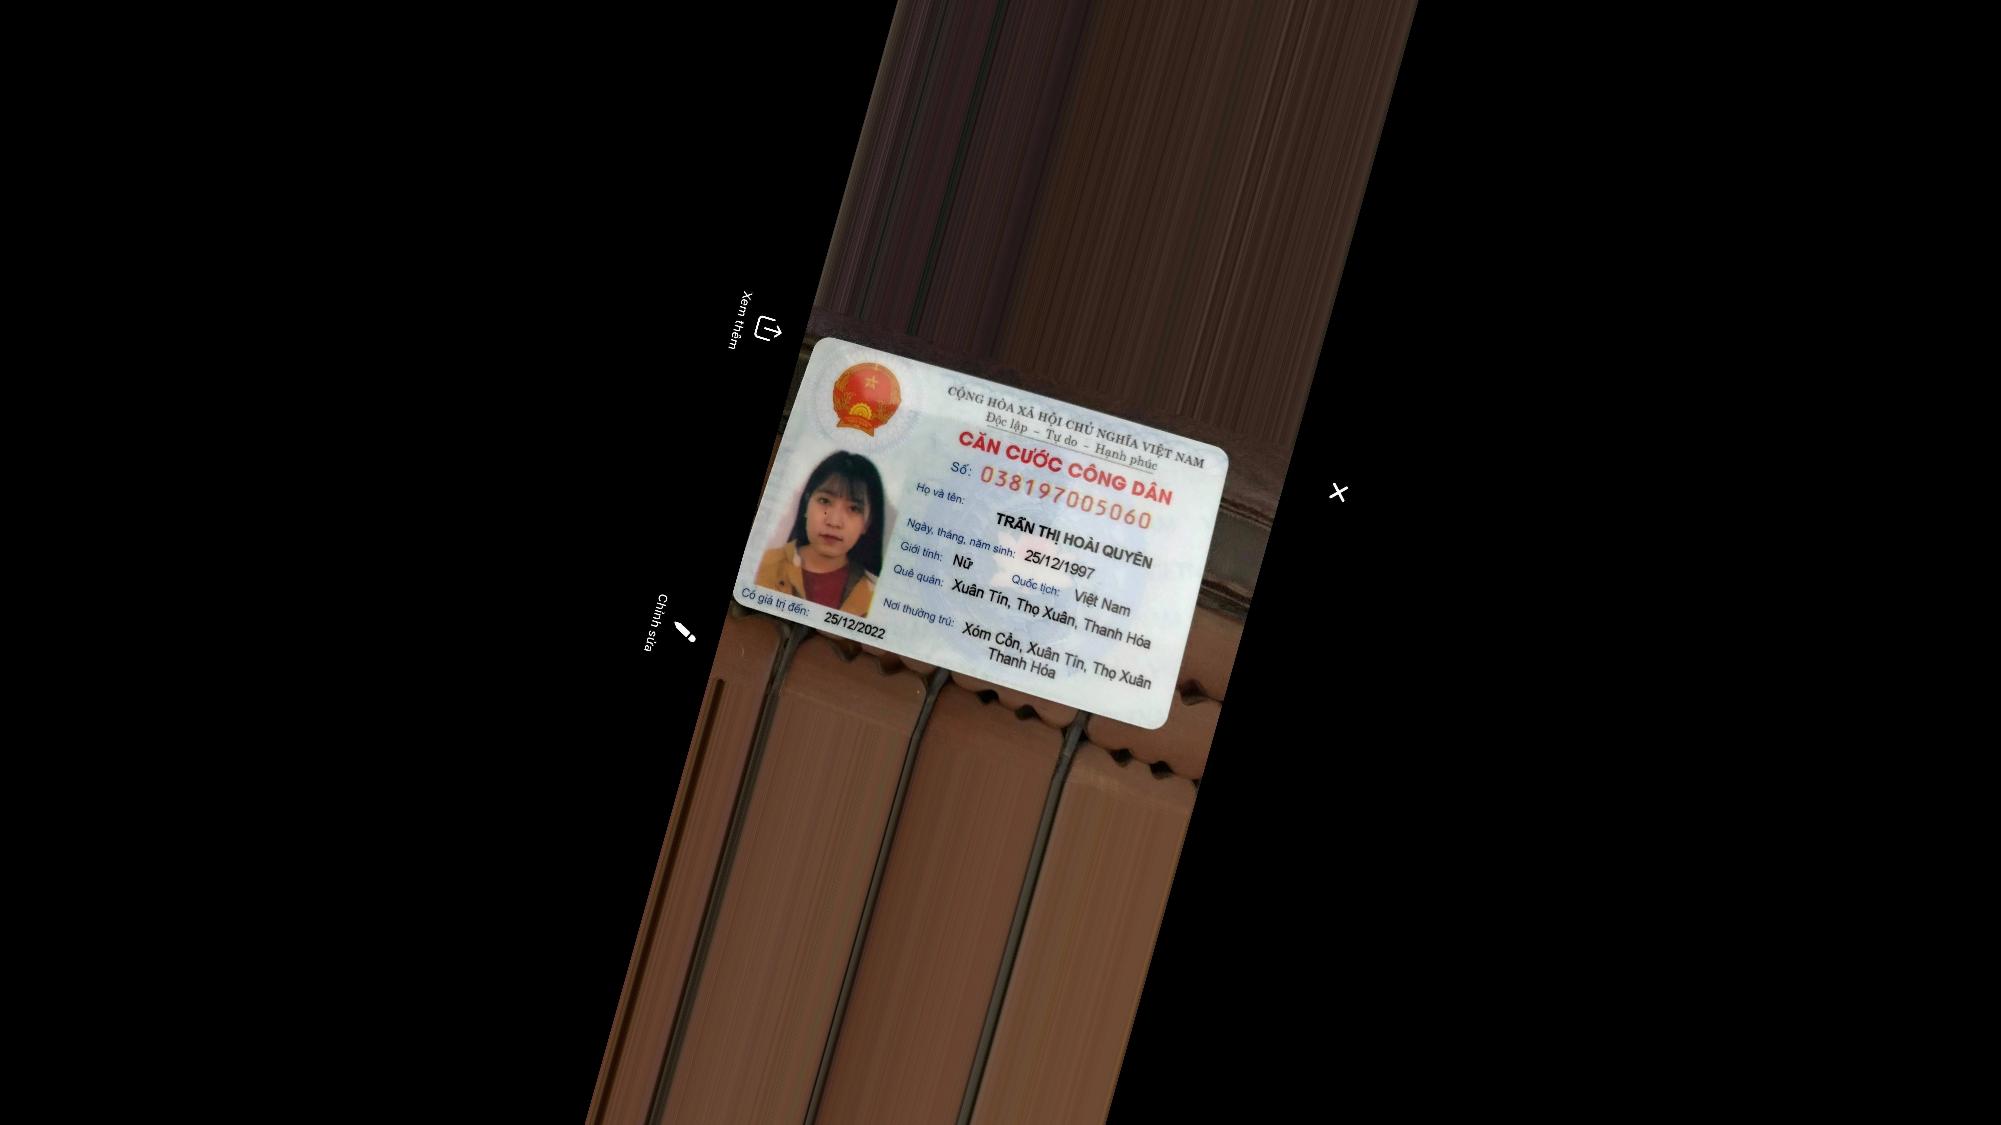 Xem thêm
CỘNG HÒA XÃ HỘI CHỦ NGHĨA VIỆT NAM
Độc lập – Tự do – Hạnh phúc
CĂN CƯỚC CÔNG DÂN
Số: 038197005060
Họ và tên:
TRẦN THỊ HOÀI QUYÊN
Ngày, tháng, năm sinh: 25/12/1997
Giới tính: Nữ Quốc tịch: Việt Nam
Quê quán: Xuân Tín, Thọ Xuân, Thanh Hóa
Nơi thường trú: Xóm Cồn, Xuân Tín, Thọ Xuân
Thanh Hóa
Có giá trị đến: 25/12/2022
Chỉnh sửa